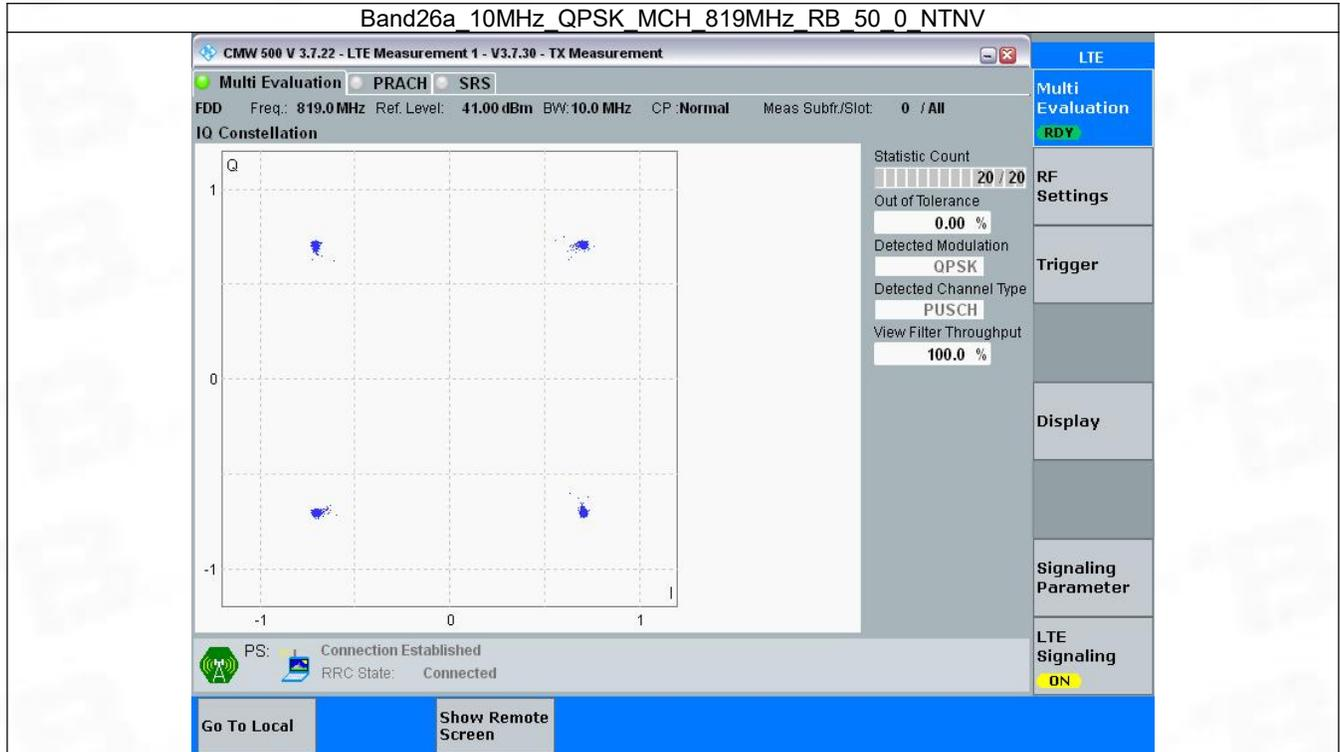 Band26a_10MHz_QPSK_MCH_819MHz_RB_50_0_NTNV
CMW 500 V 3.7.22 - LTE Measurement 1 - V3.7.30 - TX Measurement
LTE
Multi Evaluation PRACH SRS
Multi
Evaluation
RDY
FDD Freq.: 819.0 MHz Ref. Level: 41.00 dBm BW: 10.0 MHz CP :Normal Meas Subfr./Slot: 0 / All
IQ Constellation
Q
1
0
-1
-1 0 1
I
Statistic Count
20 / 20
Out of Tolerance
0.00 %
Detected Modulation
QPSK
Detected Channel Type
PUSCH
View Filter Throughput
100.0 %
RF
Settings
Trigger
Display
Signaling
Parameter
LTE
Signaling
ON
PS: Connection Established
RRC State: Connected
Go To Local
Show Remote
Screen